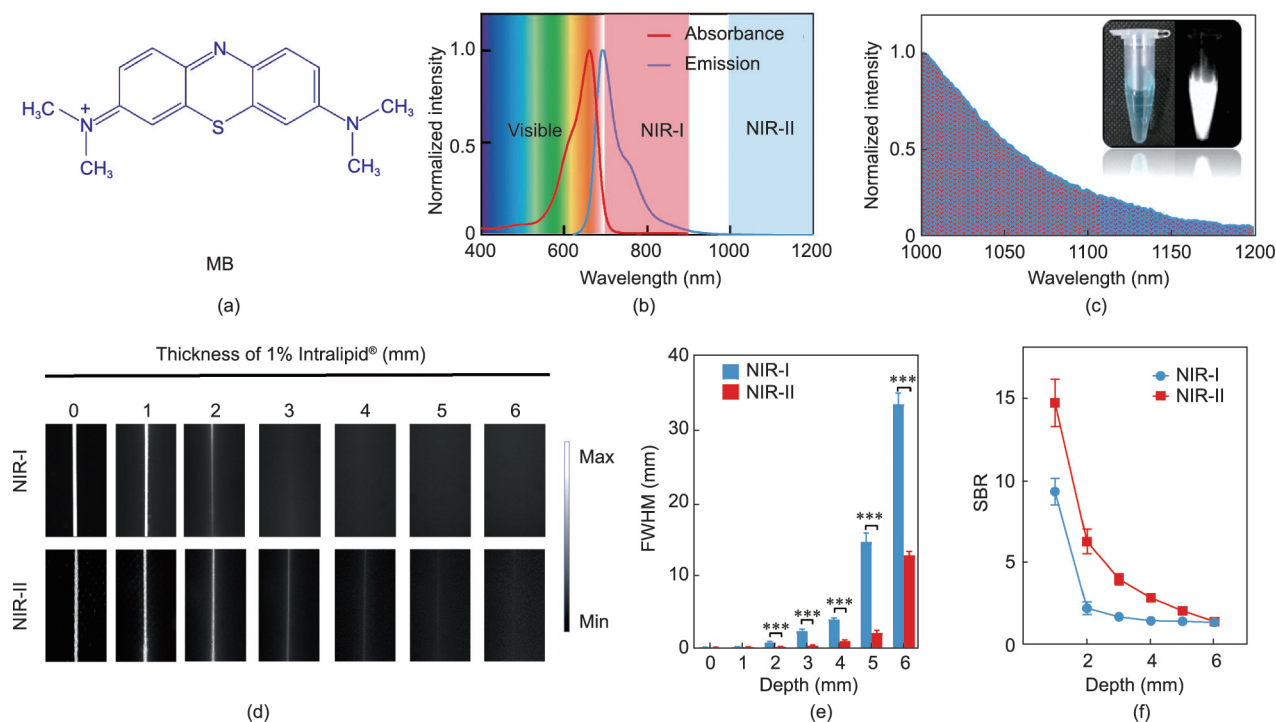 N
S
H₃C
N
+
CH₃
N
CH₃
CH₃
MB
(a)
Normalized intensity
1.0
0.5
0
Absorbance
Emission
Visible
NIR-I
NIR-II
400
600
800
1000
1200
Wavelength (nm)
(b)
Normalized intensity
1.0
0.5
0
1000
1050
1100
1150
1200
Wavelength (nm)
(c)
Thickness of 1% Intralipid® (mm)
0 1 2 3 4 5 6
NIR-I
NIR-II
Max
Min
(d)
FWHM (mm)
40
30
20
10
0
NIR-I
NIR-II
***
***
***
***
***
0 1 2 3 4 5 6
Depth (mm)
(e)
SBR
15
10
5
0
NIR-I
NIR-II
2 4 6
Depth (mm)
(f)